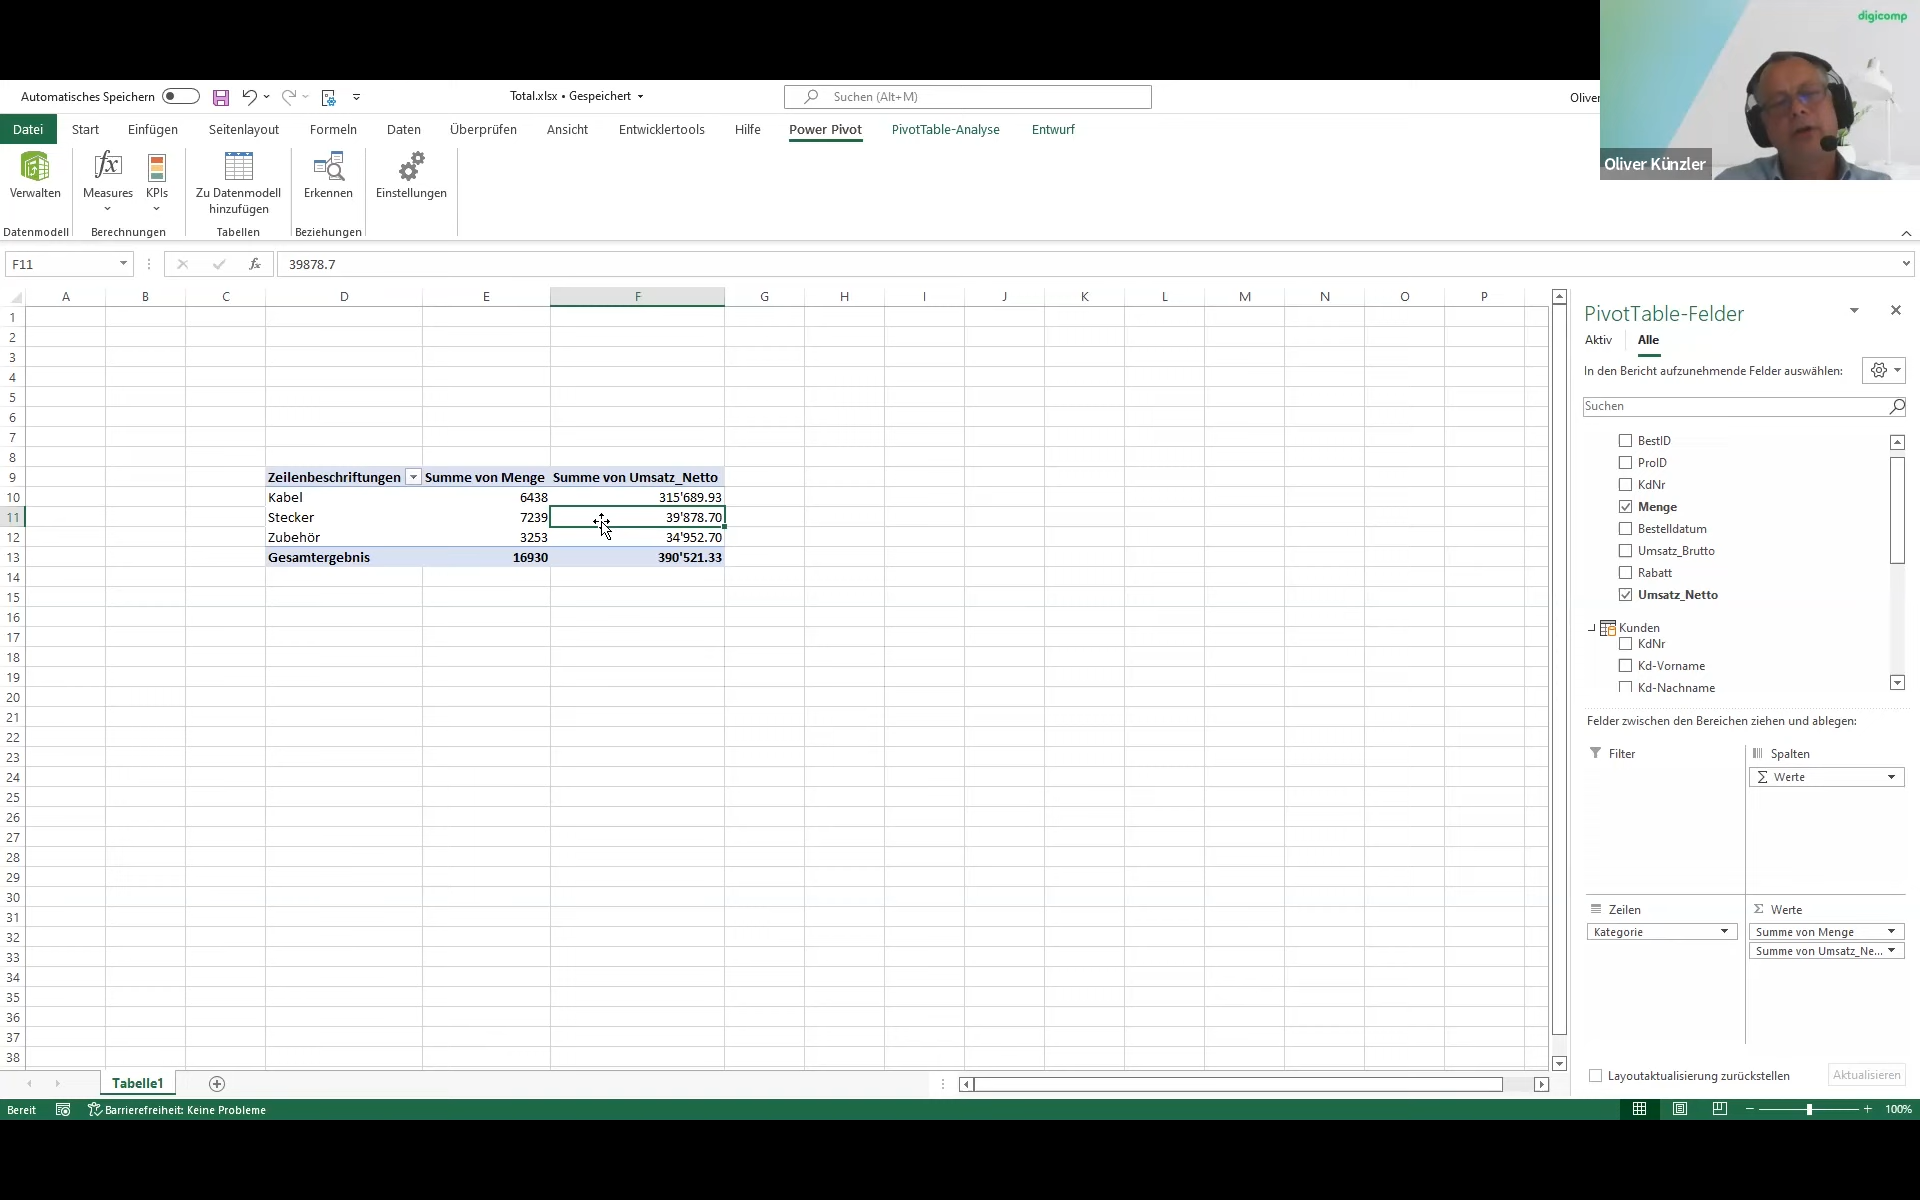 digicomp
Oliver Künzler
Automatisches Speichern
Total.xlsx • Gespeichert
Suchen (Alt+M)
Oliver
Datei Start Einfügen Seitenlayout Formeln Daten Überprüfen Ansicht Entwicklertools Hilfe Power Pivot PivotTable-Analyse Entwurf
Verwalten
Measures
KPIs
Zu Datenmodell
hinzufügen
Erkennen
Einstellungen
Datenmodell Berechnungen Tabellen Beziehungen
F11 fx 39878.7
A B C D E F G H I J K L M N O P
1
2
3
4
5
6
7
8
9 Zeilenbeschriftungen Summe von Menge Summe von Umsatz_Netto
10 Kabel 6438 315'689.93
11 Stecker 7239 39'878.70
12 Zubehör 3253 34'952.70
13 Gesamtergebnis 16930 390'521.33
14
15
16
17
18
19
20
21
22
23
24
25
26
27
28
29
30
31
32
33
34
35
36
37
38
PivotTable-Felder
Aktiv Alle
In den Bericht aufzunehmende Felder auswählen:
Suchen
BestID
ProID
KdNr
Menge
Bestelldatum
Umsatz_Brutto
Rabatt
Umsatz_Netto
Kunden
KdNr
Kd-Vorname
Kd-Nachname
Felder zwischen den Bereichen ziehen und ablegen:
Filter
Spalten
Σ Werte
Zeilen
Kategorie
Σ Werte
Summe von Menge
Summe von Umsatz_Ne...
Layoutaktualisierung zurückstellen
Aktualisieren
Tabelle1
Bereit
Barrierefreiheit: Keine Probleme
100%